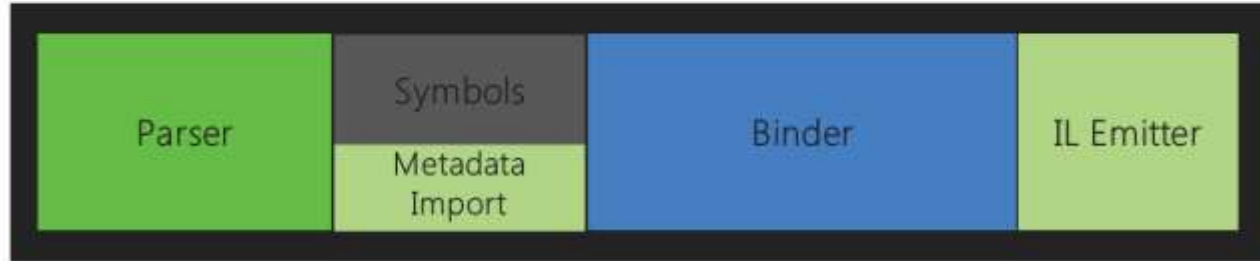 Parser
Symbols
Metadata
Import
Binder
IL Emitter